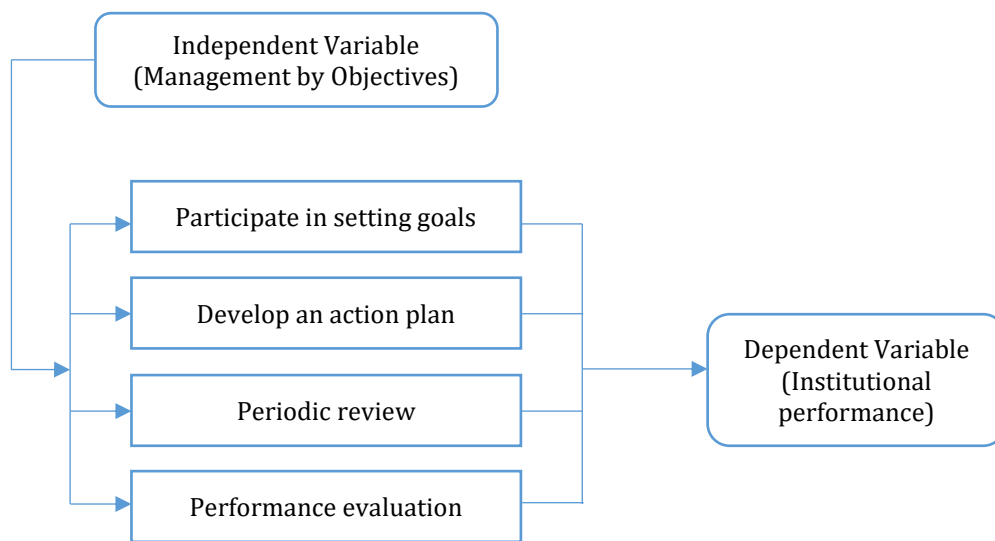 Independent Variable
(Management by Objectives)
Participate in setting goals
Develop an action plan
Periodic review
Performance evaluation
Dependent Variable
(Institutional
performance)